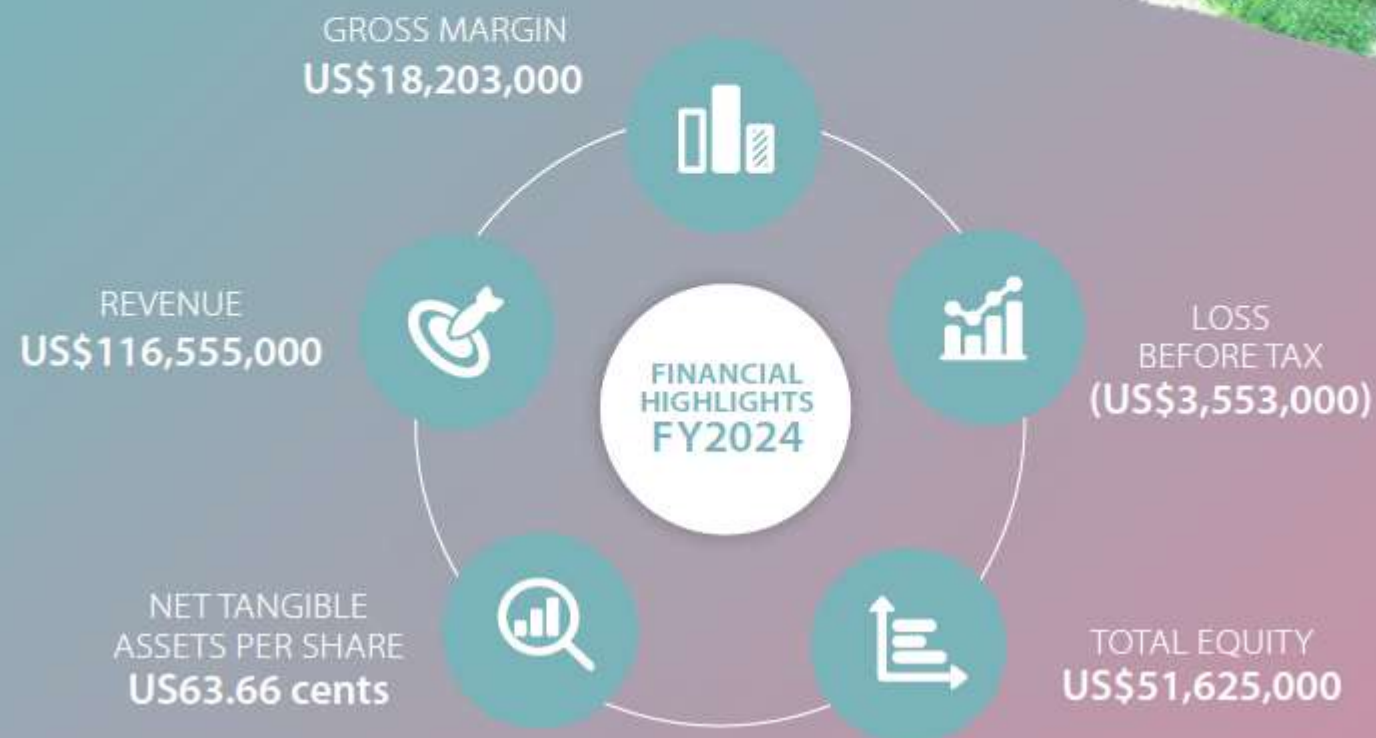 GROSS MARGIN
US$18,203,000
REVENUE
US$116,555,000
LOSS
BEFORE TAX
(US$3,553,000)
FINANCIAL
HIGHLIGHTS
FY2024
NET TANGIBLE
ASSETS PER SHARE
US63.66 cents
TOTAL EQUITY
US$51,625,000